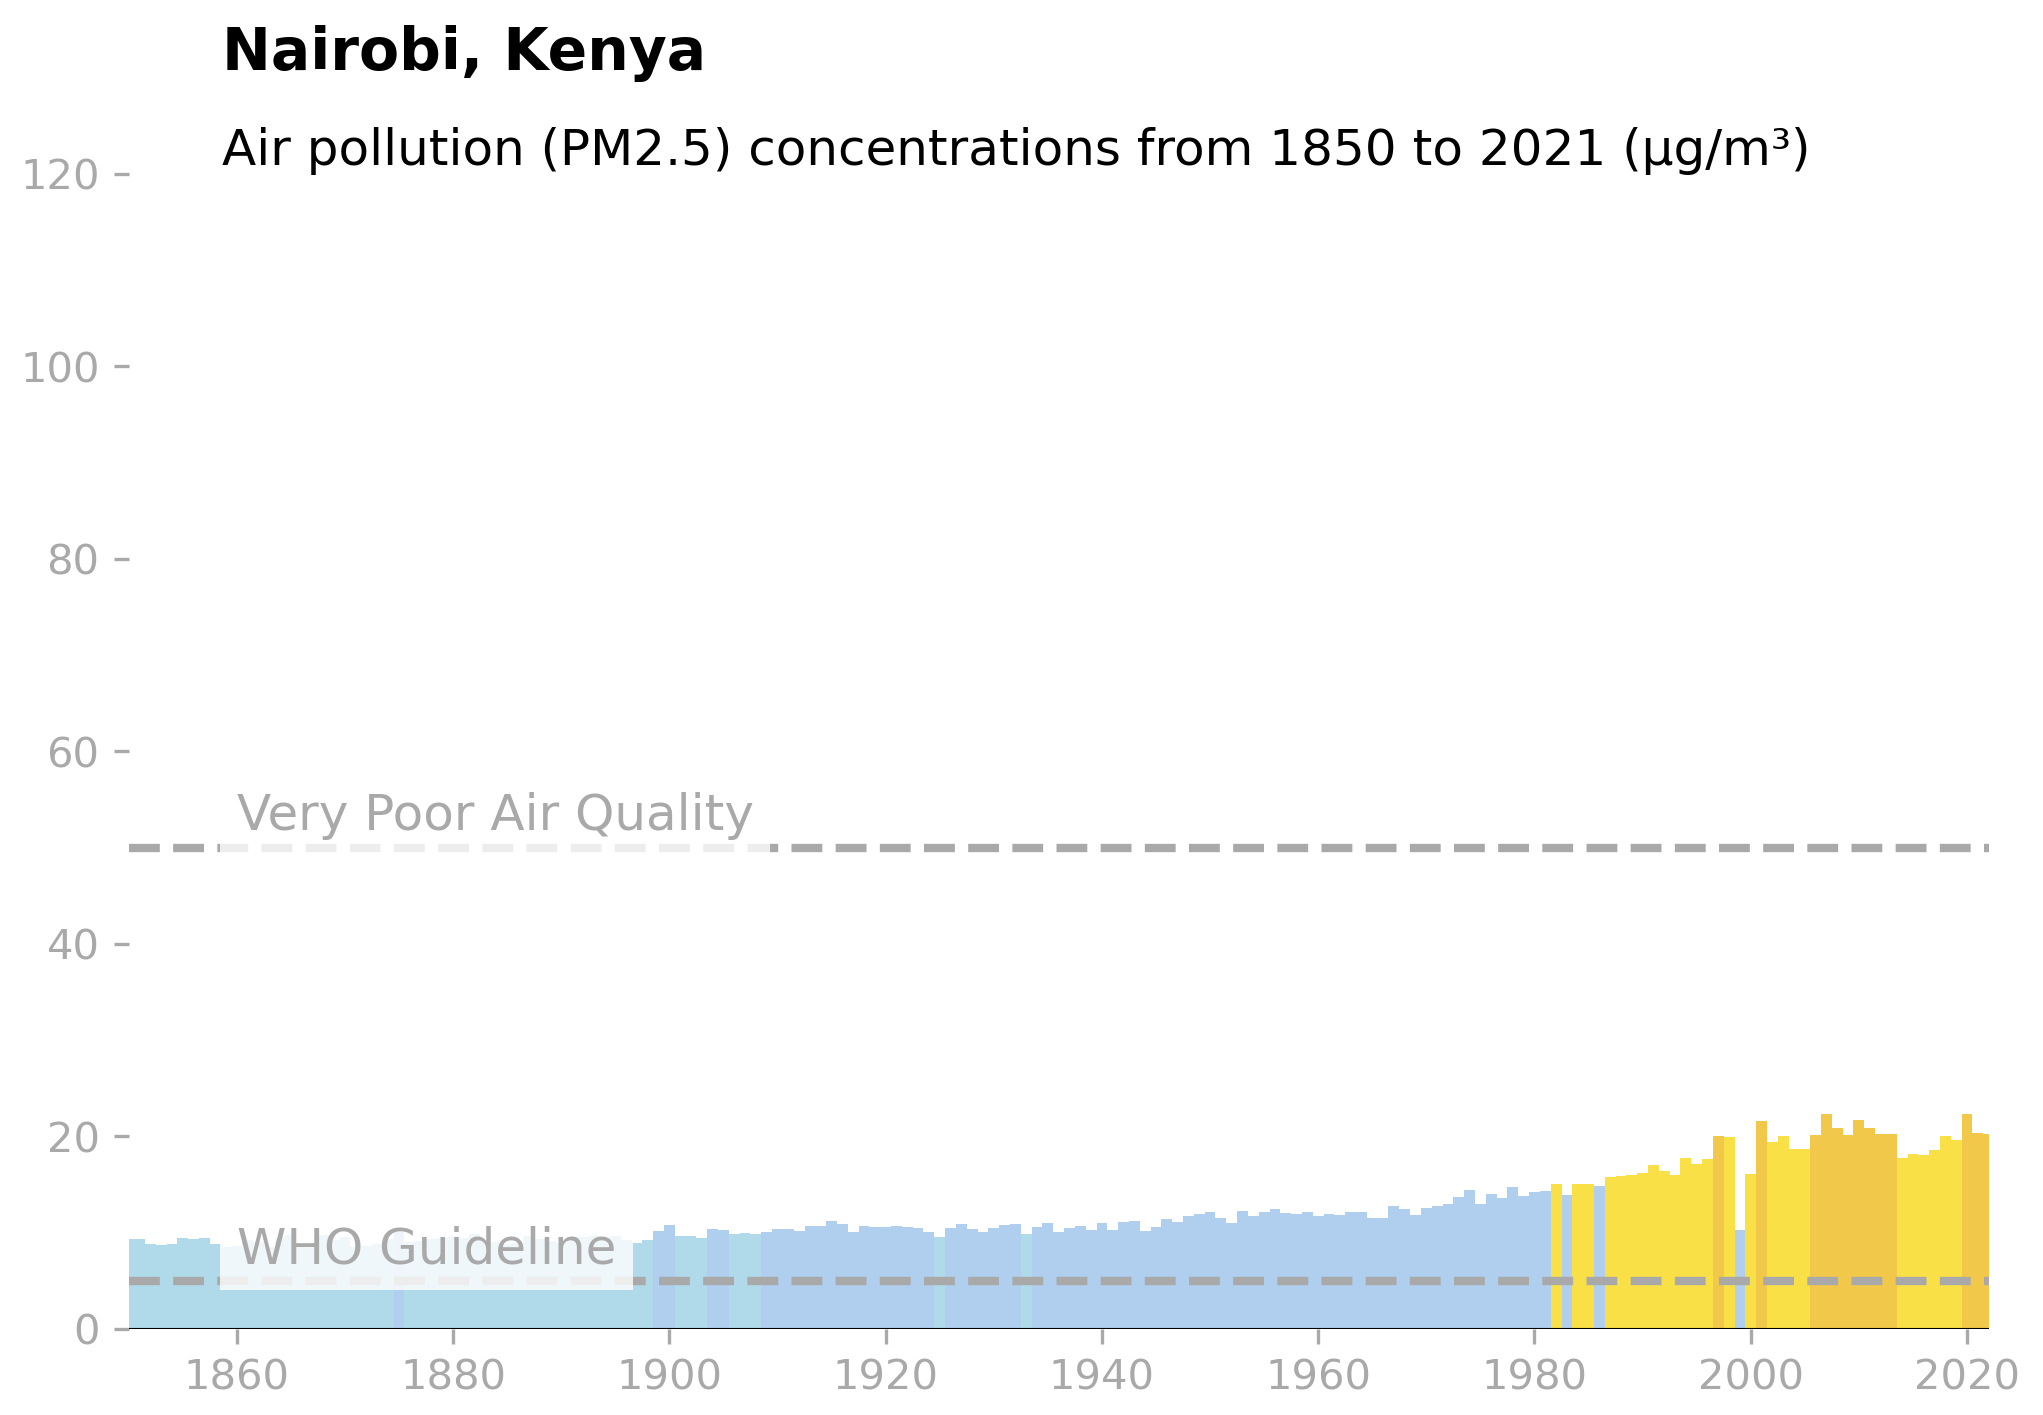 Nairobi, Kenya
Air pollution (PM2.5) concentrations from 1850 to 2021 (µg/m³)
120
100
80
60
Very Poor Air Quality
40
20
WHO Guideline
0
1860 1880 1900 1920 1940 1960 1980 2000 2020